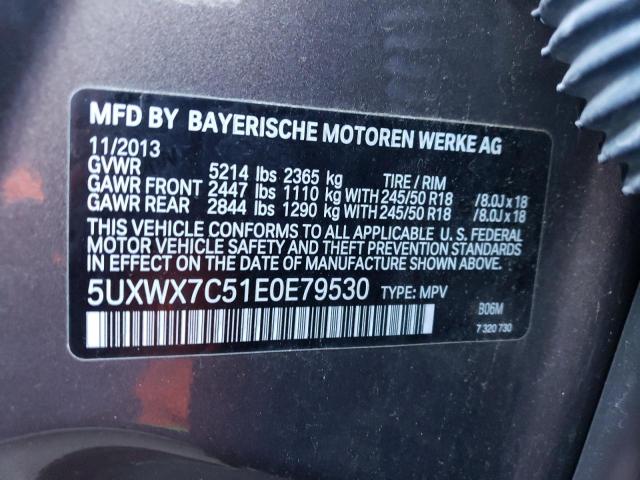 MFD BY BAYERISCHE MOTOREN WERKE AG
11/2013
GVWR 5214 lbs 2365 kg TIRE / RIM
GAWR FRONT 2447 lbs 1110 kg WITH 245/50 R18 /8.0J x 18
GAWR REAR 2844 lbs 1290 kg WITH 245/50 R18 /8.0J x 18
THIS VEHICLE CONFORMS TO ALL APPLICABLE U. S. FEDERAL
MOTOR VEHICLE SAFETY AND THEFT PREVENTION STANDARDS
IN EFFECT ON THE DATE OF MANUFACTURE SHOWN ABOVE.
5UXWX7C51E0E79530 TYPE: MPV
B06M
7 320 730